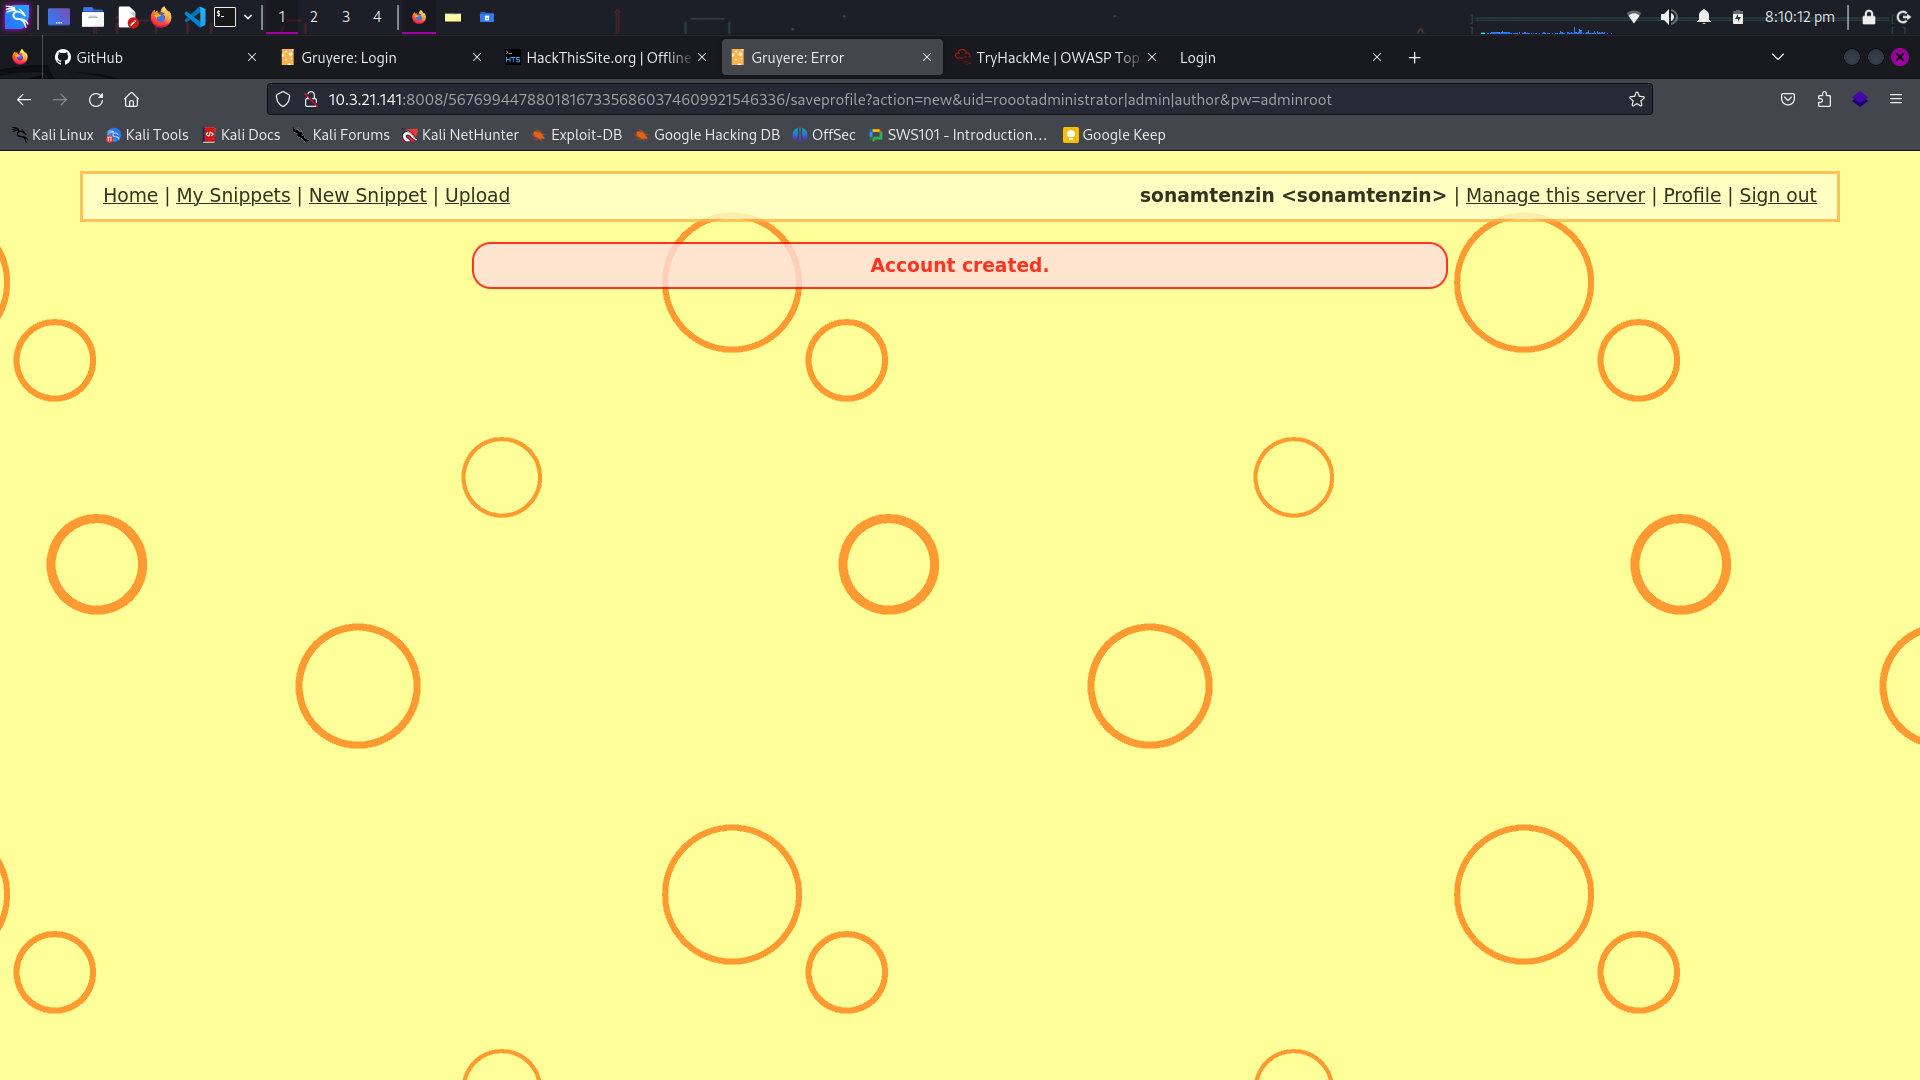 1 2 3 4 8:10:12 pm
GitHub Gruyere: Login HackThisSite.org | Offline Gruyere: Error TryHackMe | OWASP Top Login
10.3.21.141:8008/567699447880181673356860374609921546336/saveprofile?action=new&uid=roootadministrator|admin|author&pw=adminroot
Kali Linux Kali Tools Kali Docs Kali Forums Kali NetHunter Exploit-DB Google Hacking DB OffSec SWS101 - Introduction... Google Keep
Home | My Snippets | New Snippet | Upload sonamtenzin <sonamtenzin> | Manage this server | Profile | Sign out
Account created.